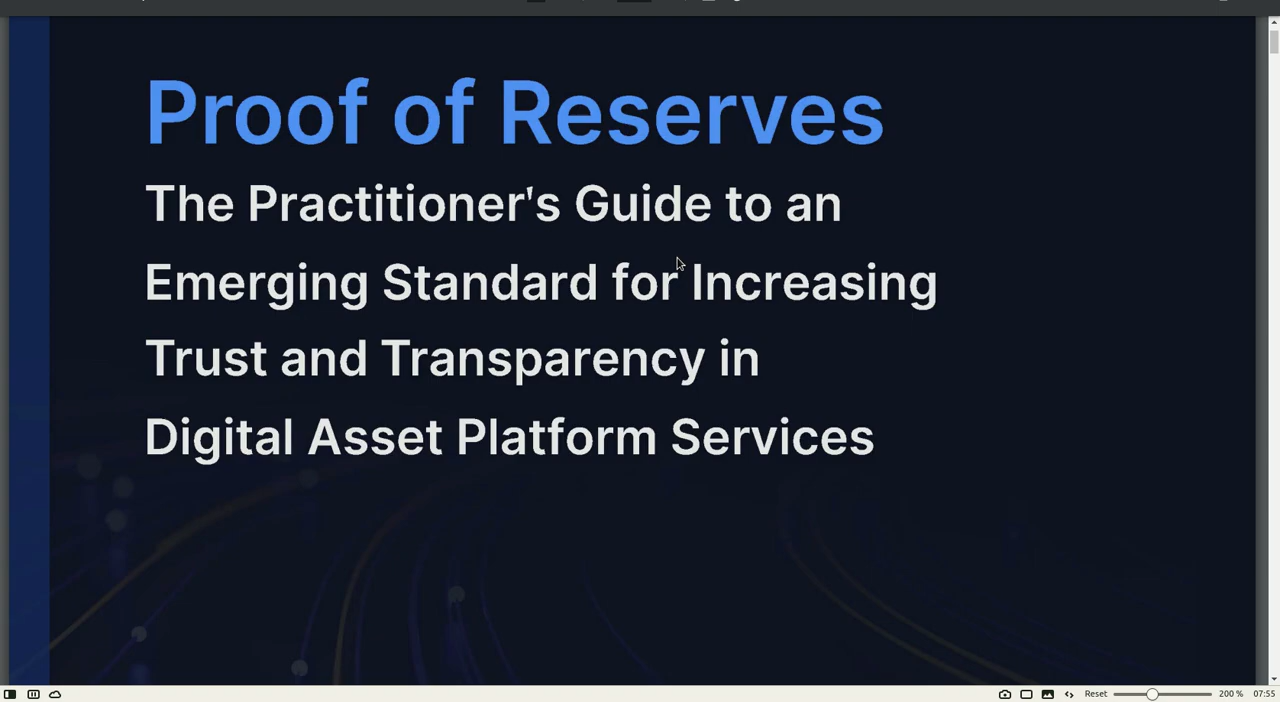 Proof of Reserves
The Practitioner's Guide to an
Emerging Standard for Increasing
Trust and Transparency in
Digital Asset Platform Services
Reset 200 % 07:55